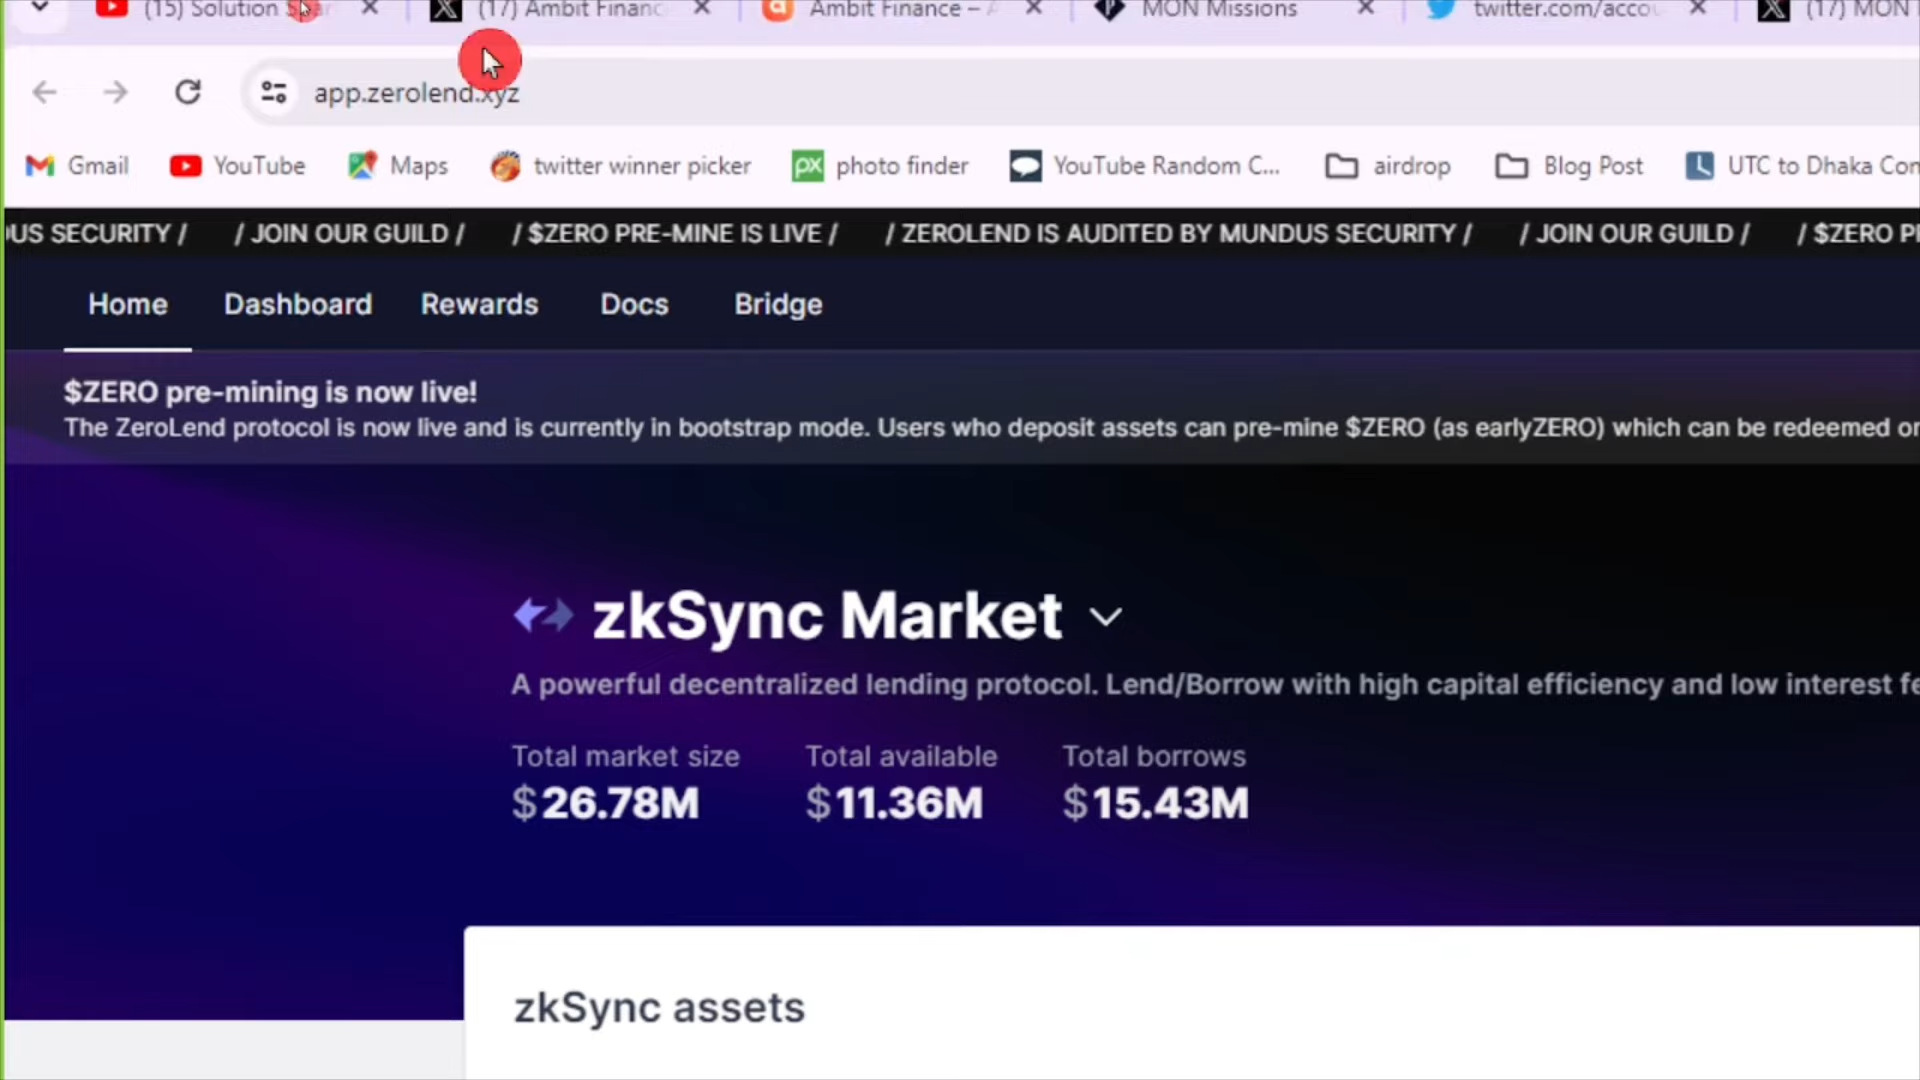 (15) Solution
(17) Ambit Financ
Ambit Finance –
MON Missions
twitter.com/accou
(17) MON
app.zerolend.xyz
Gmail
YouTube
Maps
twitter winner picker
px
photo finder
YouTube Random C...
airdrop
Blog Post
UTC to Dhaka Con
US SECURITY / / JOIN OUR GUILD / / $ZERO PRE-MINE IS LIVE / / ZEROLEND IS AUDITED BY MUNDUS SECURITY / / JOIN OUR GUILD / / $ZERO P
Home
Dashboard
Rewards
Docs
Bridge
$ZERO pre-mining is now live!
The ZeroLend protocol is now live and is currently in bootstrap mode. Users who deposit assets can pre-mine $ZERO (as earlyZERO) which can be redeemed on
zkSync Market
A powerful decentralized lending protocol. Lend/Borrow with high capital efficiency and low interest fe
Total market size
Total available
Total borrows
$26.78M
$11.36M
$15.43M
zkSync assets